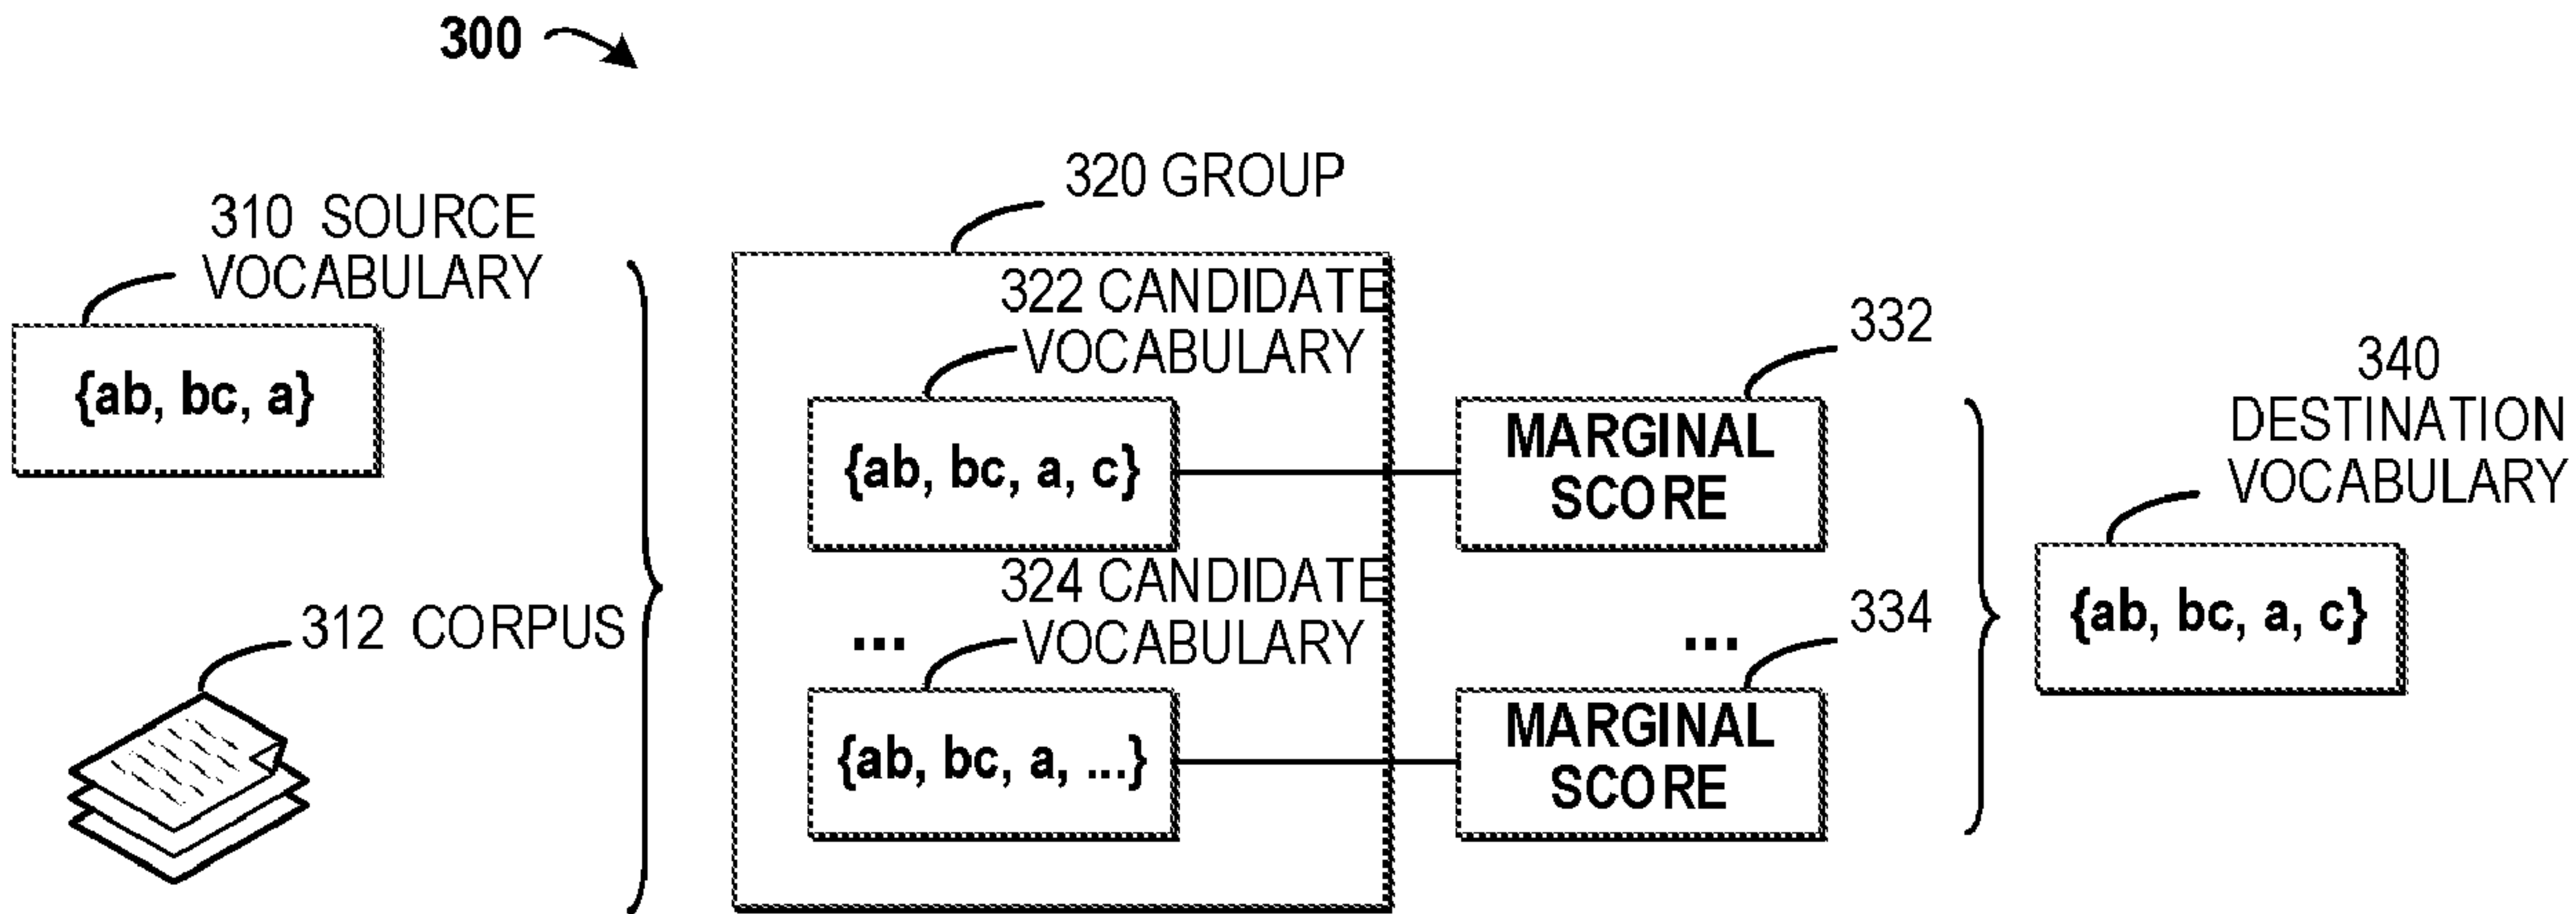 300
310 SOURCE
VOCABULARY
{ab, bc, a}
312 CORPUS
320 GROUP
322 CANDIDATE
VOCABULARY
{ab, bc, a, c}
324 CANDIDATE
... VOCABULARY
{ab, bc, a, ...}
332
MARGINAL
SCORE
... 334
MARGINAL
SCORE
340
DESTINATION
VOCABULARY
{ab, bc, a, c}